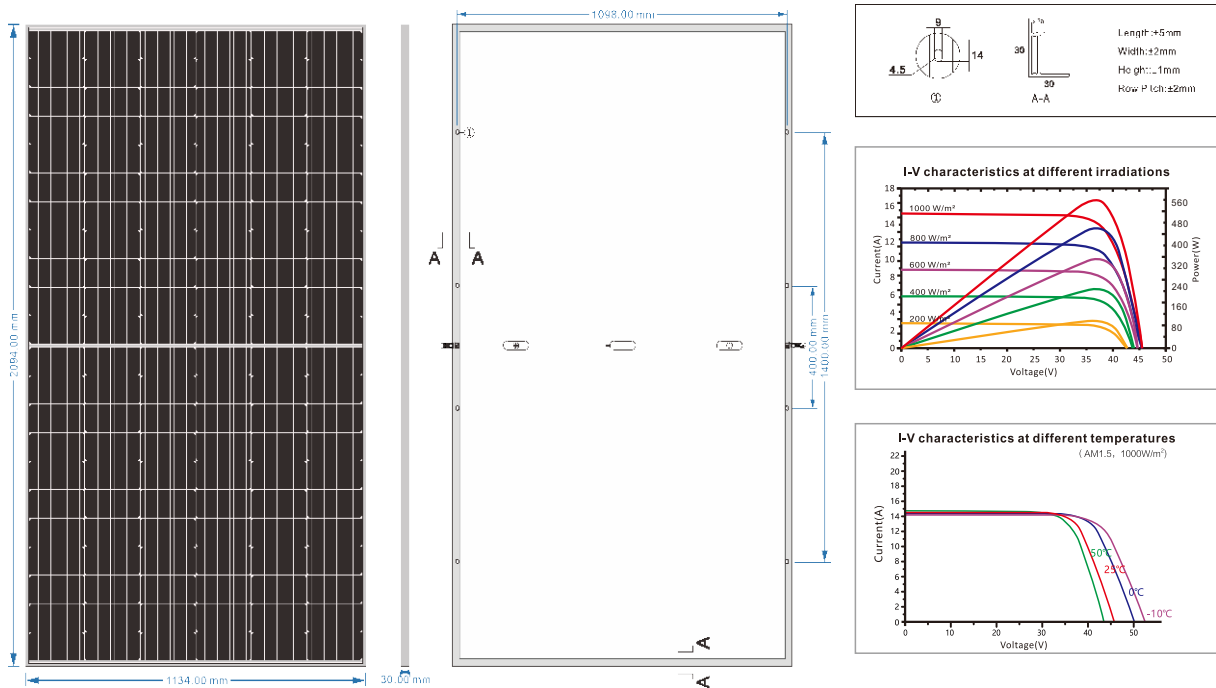 2094.00 mm
1134.00 mm
30.00 mm
1098.00 mm
1
A A
400.00 mm
1400.00 mm
A
A
9
14
4.5
①
30
30
A-A
Length:±5mm
Width:±2mm
Row Pitch:±2mm
I-V characteristics at different irradiations
Current(A)
18
16
14
12
10
8
6
4
2
0
1000 W/m²
800 W/m²
600 W/m²
400 W/m²
200 W/m²
560
480
400
320
240
160
80
0
Power(W)
0 5 10 15 20 25 30 35 40 45 50
Voltage(V)
I-V characteristics at different temperatures
(AM1.5, 1000W/m²)
Current(A)
22
20
18
16
14
12
10
8
6
4
2
0
50℃
25℃
0℃
-10℃
0 10 20 30 40 50
Voltage(V)